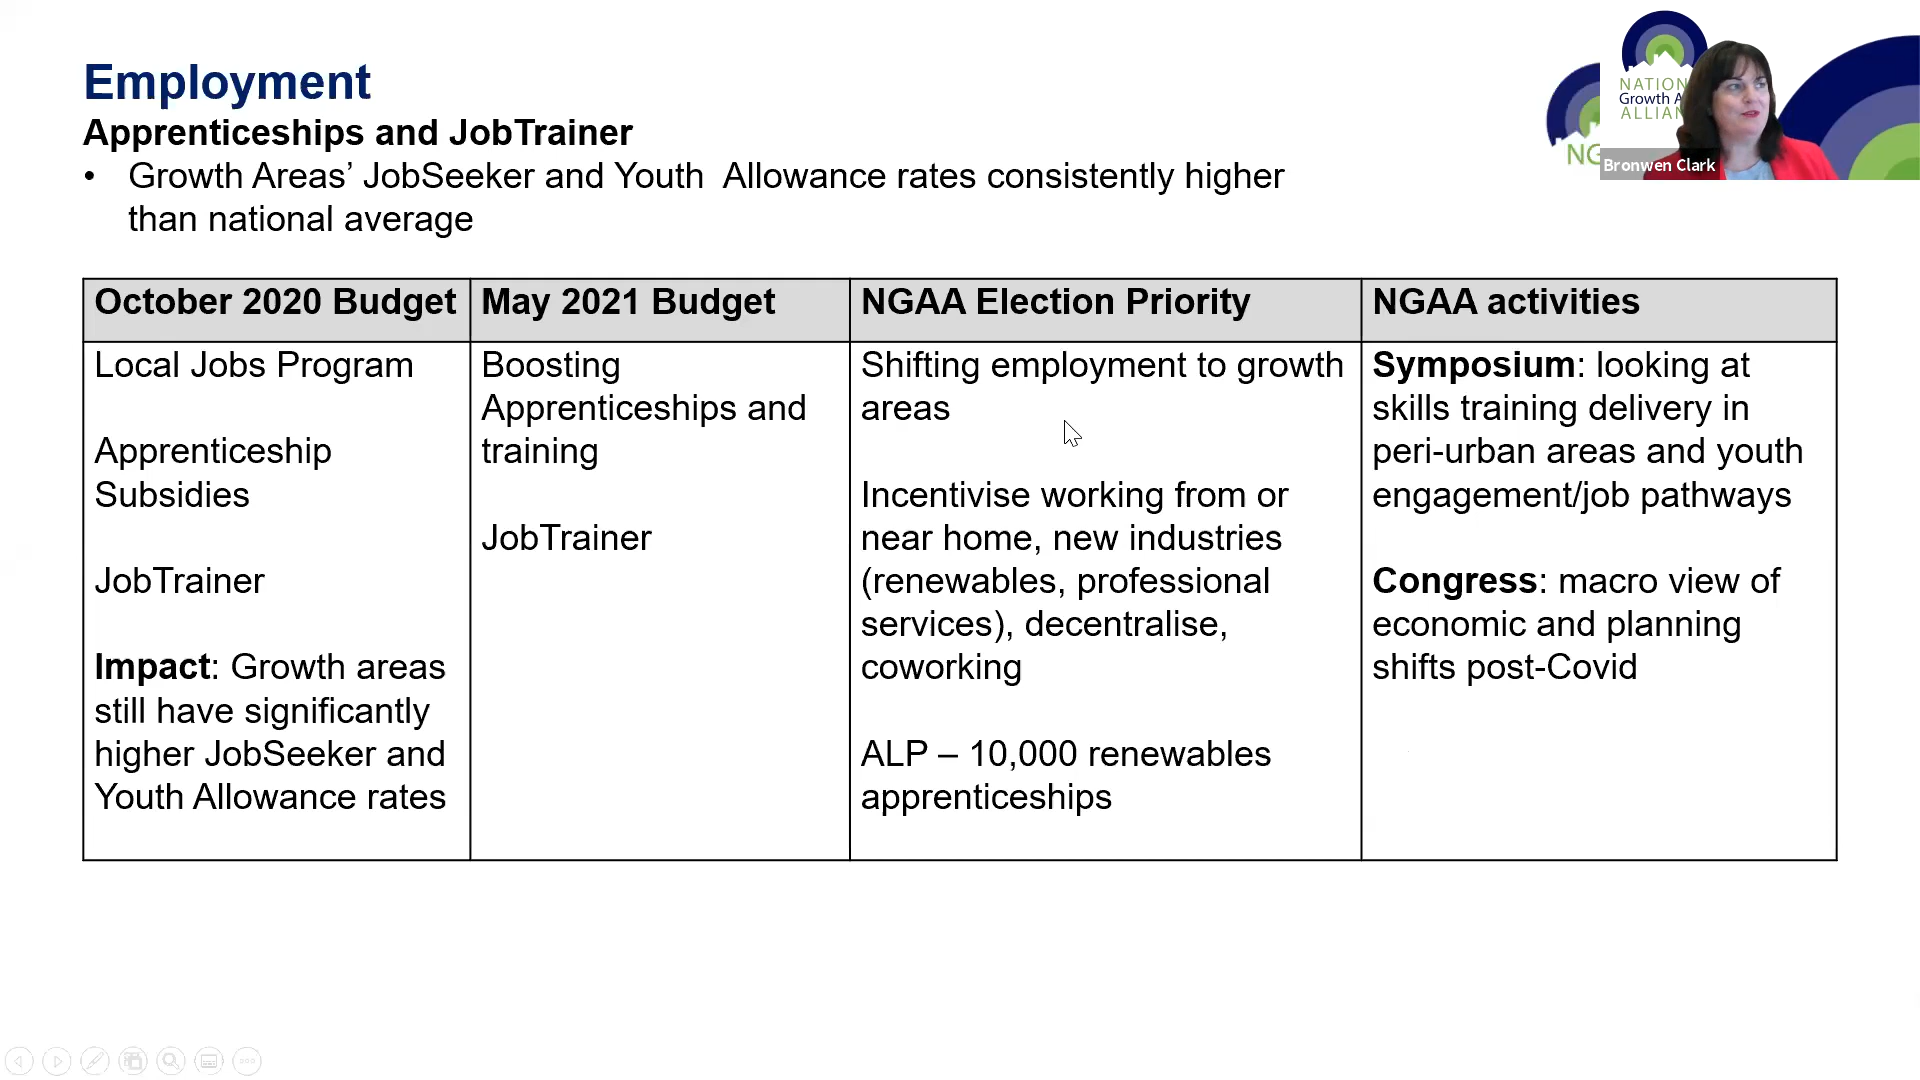 Employment
Apprenticeships and JobTrainer
• Growth Areas’ JobSeeker and Youth Allowance rates consistently higher
than national average
NATION
Growth A
ALLIAN
NG
Bronwen Clark
October 2020 Budget
Local Jobs Program
Apprenticeship
Subsidies
JobTrainer
Impact: Growth areas
still have significantly
higher JobSeeker and
Youth Allowance rates
May 2021 Budget
Boosting
Apprenticeships and
training
JobTrainer
NGAA Election Priority
Shifting employment to growth
areas
Incentivise working from or
near home, new industries
(renewables, professional
services), decentralise,
coworking
ALP – 10,000 renewables
apprenticeships
NGAA activities
Symposium: looking at
skills training delivery in
peri-urban areas and youth
engagement/job pathways
Congress: macro view of
economic and planning
shifts post-Covid